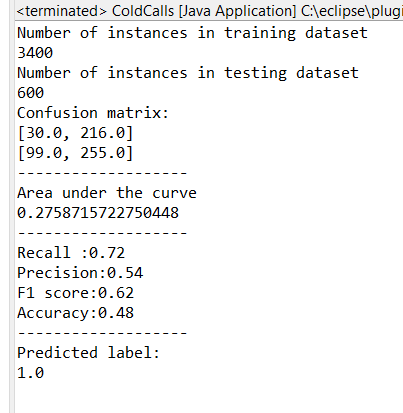 <terminated> ColdCalls [Java Application] C:\eclipse\plugi
Number of instances in training dataset
3400
Number of instances in testing dataset
600
Confusion matrix:
[30.0, 216.0]
[99.0, 255.0]
-------------------
Area under the curve
0.2758715722750448
-------------------
Recall :0.72
Precision:0.54
F1 score:0.62
Accuracy:0.48
-------------------
Predicted label:
1.0